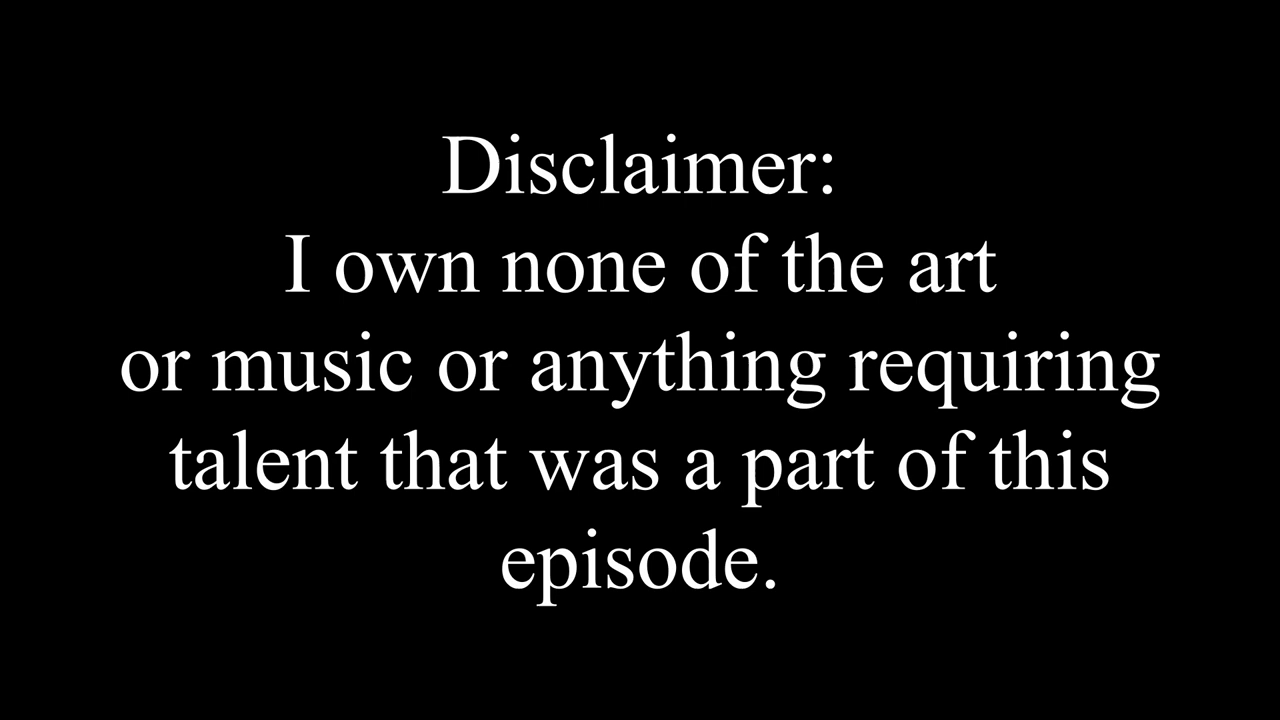 Disclaimer:
I own none of the art
or music or anything requiring
talent that was a part of this
episode.